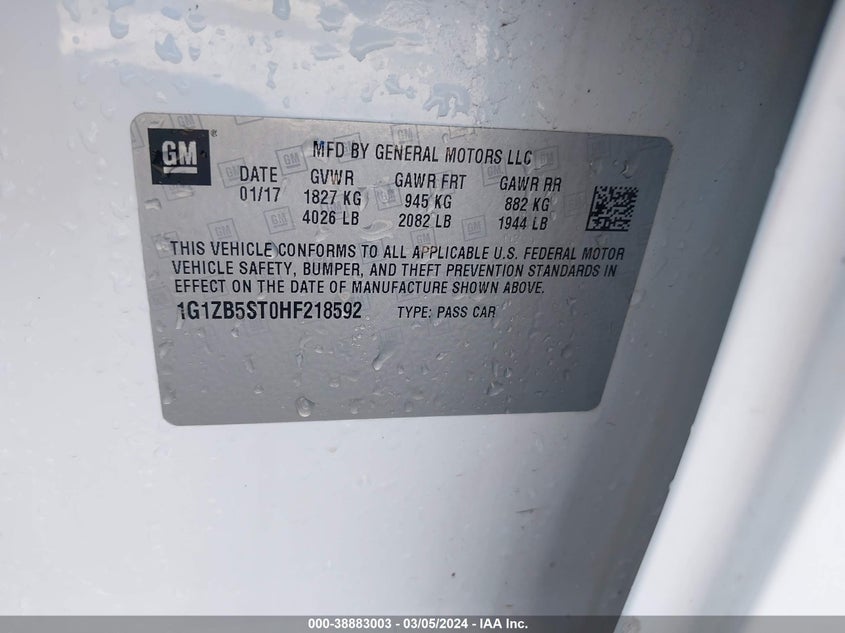 GM
MFD BY GENERAL MOTORS LLC
DATE GVWR GAWR FRT GAWR RR
01/17 1827 KG 945 KG 882 KG
4026 LB 2082 LB 1944 LB
THIS VEHICLE CONFORMS TO ALL APPLICABLE U.S. FEDERAL MOTOR
VEHICLE SAFETY, BUMPER, AND THEFT PREVENTION STANDARDS IN
EFFECT ON THE DATE OF MANUFACTURE SHOWN ABOVE.
1G1ZB5ST0HF218592 TYPE: PASS CAR
000-38883003 — 03/05/2024 — IAA Inc.